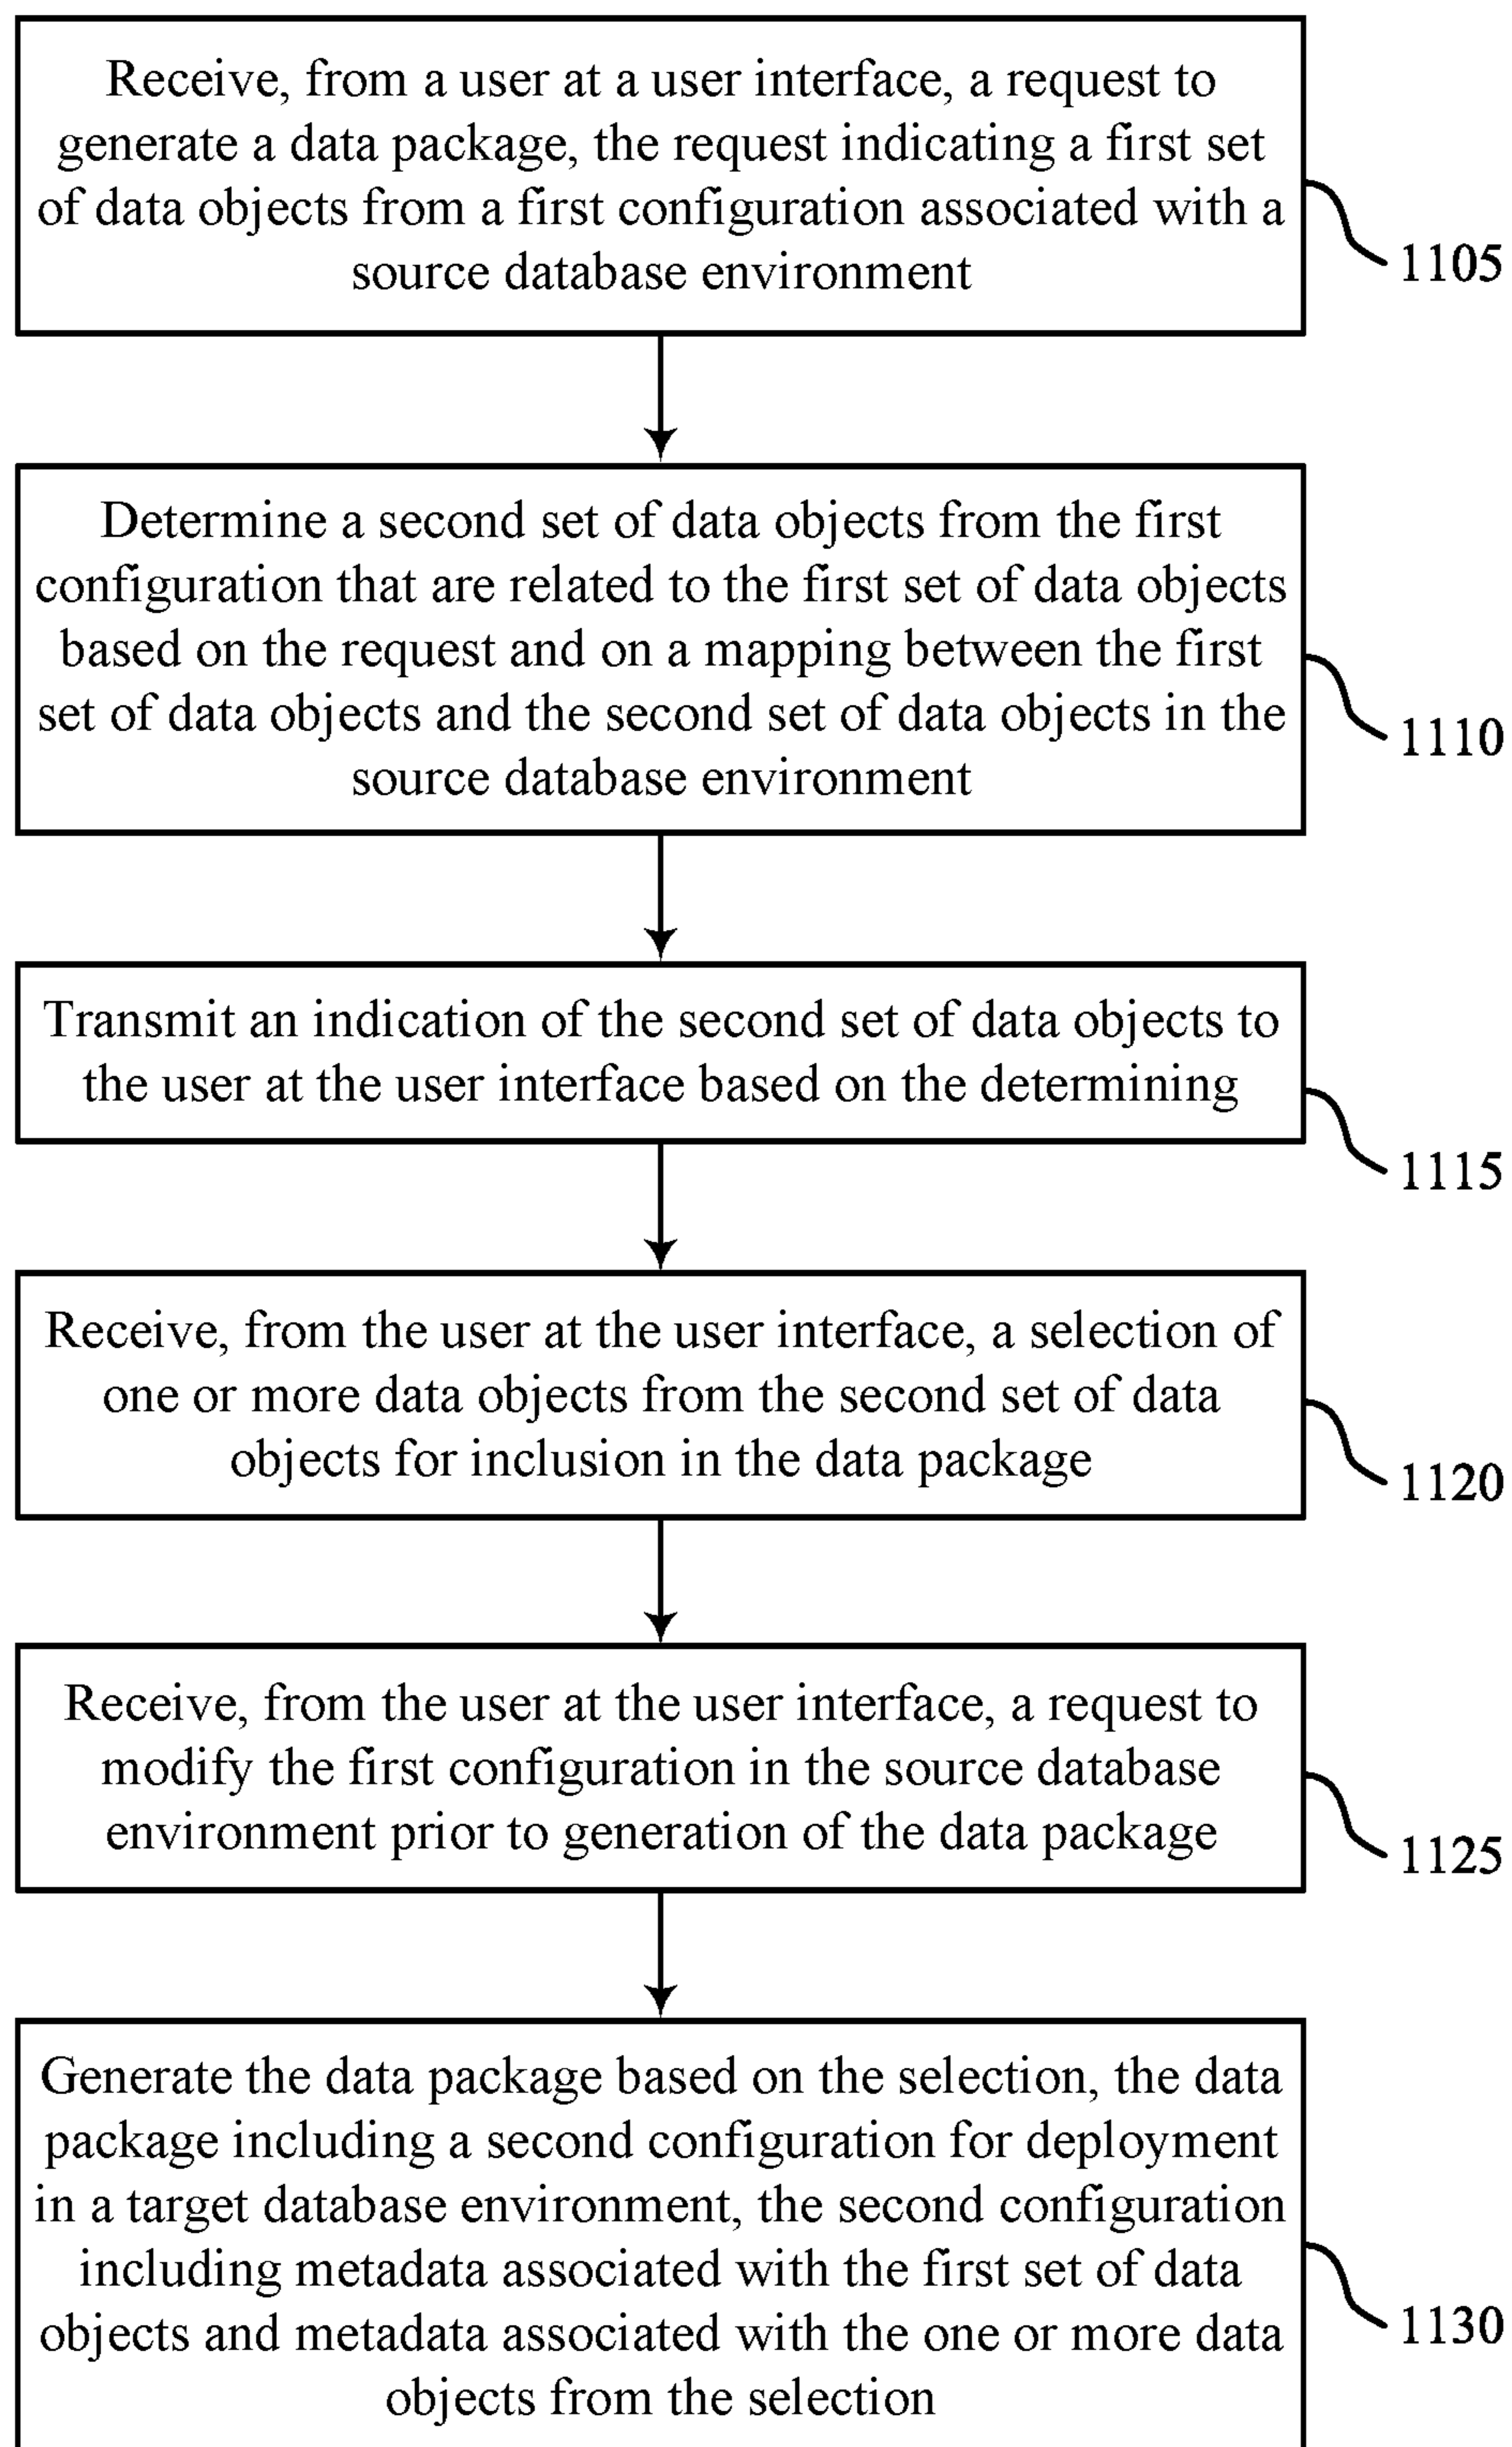 Receive, from a user at a user interface, a request to
generate a data package, the request indicating a first set
of data objects from a first configuration associated with a
source database environment
1105
Determine a second set of data objects from the first
configuration that are related to the first set of data objects
based on the request and on a mapping between the first
set of data objects and the second set of data objects in the
source database environment
1110
Transmit an indication of the second set of data objects to
the user at the user interface based on the determining
1115
Receive, from the user at the user interface, a selection of
one or more data objects from the second set of data
objects for inclusion in the data package
1120
Receive, from the user at the user interface, a request to
modify the first configuration in the source database
environment prior to generation of the data package
1125
Generate the data package based on the selection, the data
package including a second configuration for deployment
in a target database environment, the second configuration
including metadata associated with the first set of data
objects and metadata associated with the one or more data
objects from the selection
1130